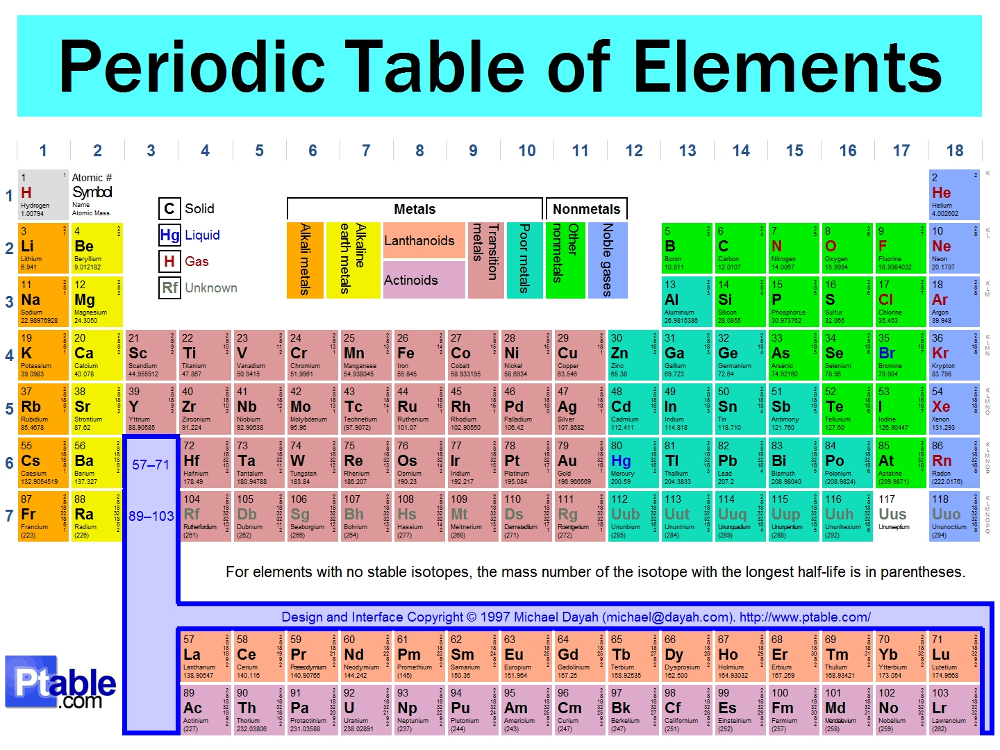 Periodic Table of Elements
1 2 3 4 5 6 7 8 9 10 11 12 13 14 15 16 17 18
1
1 H Hydrogen 1.00794
Atomic #
Symbol
Name
Atomic Mass
2 He Helium 4.002602
K
C Solid
Hg Liquid
H Gas
Rf Unknown
Metals
Nonmetals
Alkali metals
Alkaline earth metals
Lanthanoids
Actinoids
Transition metals
Poor metals
Other nonmetals
Noble gases
2
3 Li Lithium 6.941
4 Be Beryllium 9.012182
5 B Boron 10.811
6 C Carbon 12.0107
7 N Nitrogen 14.0067
8 O Oxygen 15.9994
9 F Fluorine 18.9984032
10 Ne Neon 20.1797
K L
3
11 Na Sodium 22.98976928
12 Mg Magnesium 24.3050
13 Al Aluminium 26.9815386
14 Si Silicon 28.0855
15 P Phosphorus 30.973762
16 S Sulfur 32.065
17 Cl Chlorine 35.453
18 Ar Argon 39.948
K L M
4
19 K Potassium 39.0983
20 Ca Calcium 40.078
21 Sc Scandium 44.955912
22 Ti Titanium 47.867
23 V Vanadium 50.9415
24 Cr Chromium 51.9961
25 Mn Manganese 54.938045
26 Fe Iron 55.845
27 Co Cobalt 58.933195
28 Ni Nickel 58.6934
29 Cu Copper 63.546
30 Zn Zinc 65.38
31 Ga Gallium 69.723
32 Ge Germanium 72.64
33 As Arsenic 74.92160
34 Se Selenium 78.96
35 Br Bromine 79.904
36 Kr Krypton 83.798
K L M N
5
37 Rb Rubidium 85.4678
38 Sr Strontium 87.62
39 Y Yttrium 88.90585
40 Zr Zirconium 91.224
41 Nb Niobium 92.90638
42 Mo Molybdenum 95.96
43 Tc Technetium (97.9072)
44 Ru Ruthenium 101.07
45 Rh Rhodium 102.90550
46 Pd Palladium 106.42
47 Ag Silver 107.8682
48 Cd Cadmium 112.411
49 In Indium 114.818
50 Sn Tin 118.710
51 Sb Antimony 121.760
52 Te Tellurium 127.60
53 I Iodine 126.90447
54 Xe Xenon 131.293
K L M N O
6
55 Cs Caesium 132.9054519
56 Ba Barium 137.327
57–71
72 Hf Hafnium 178.49
73 Ta Tantalum 180.94788
74 W Tungsten 183.84
75 Re Rhenium 186.207
76 Os Osmium 190.23
77 Ir Iridium 192.217
78 Pt Platinum 195.084
79 Au Gold 196.966569
80 Hg Mercury 200.59
81 Tl Thallium 204.3833
82 Pb Lead 207.2
83 Bi Bismuth 208.98040
84 Po Polonium (208.9824)
85 At Astatine (209.9871)
86 Rn Radon (222.0176)
K L M N O P
7
87 Fr Francium (223)
88 Ra Radium (226)
89–103
104 Rf Rutherfordium (261)
105 Db Dubnium (262)
106 Sg Seaborgium (266)
107 Bh Bohrium (264)
108 Hs Hassium (277)
109 Mt Meitnerium (268)
110 Ds Darmstadtium (271)
111 Rg Roentgenium (272)
112 Uub Ununbium (285)
113 Uut Ununtrium (284)
114 Uuq Ununquadium (289)
115 Uup Ununpentium (288)
116 Uuh Ununhexium (292)
117 Uus Ununseptium
118 Uuo Ununoctium (294)
K L M N O P Q
For elements with no stable isotopes, the mass number of the isotope with the longest half-life is in parentheses.
Design and Interface Copyright © 1997 Michael Dayah (michael@dayah.com). http://www.ptable.com/
57 La Lanthanum 138.90547
58 Ce Cerium 140.116
59 Pr Praseodymium 140.90765
60 Nd Neodymium 144.242
61 Pm Promethium (145)
62 Sm Samarium 150.36
63 Eu Europium 151.964
64 Gd Gadolinium 157.25
65 Tb Terbium 158.92535
66 Dy Dysprosium 162.500
67 Ho Holmium 164.93032
68 Er Erbium 167.259
69 Tm Thulium 168.93421
70 Yb Ytterbium 173.054
71 Lu Lutetium 174.9668
89 Ac Actinium (227)
90 Th Thorium 232.03806
91 Pa Protactinium 231.03588
92 U Uranium 238.02891
93 Np Neptunium (237)
94 Pu Plutonium (244)
95 Am Americium (243)
96 Cm Curium (247)
97 Bk Berkelium (247)
98 Cf Californium (251)
99 Es Einsteinium (252)
100 Fm Fermium (257)
101 Md Mendelevium (258)
102 No Nobelium (259)
103 Lr Lawrencium (262)
Ptable
.com